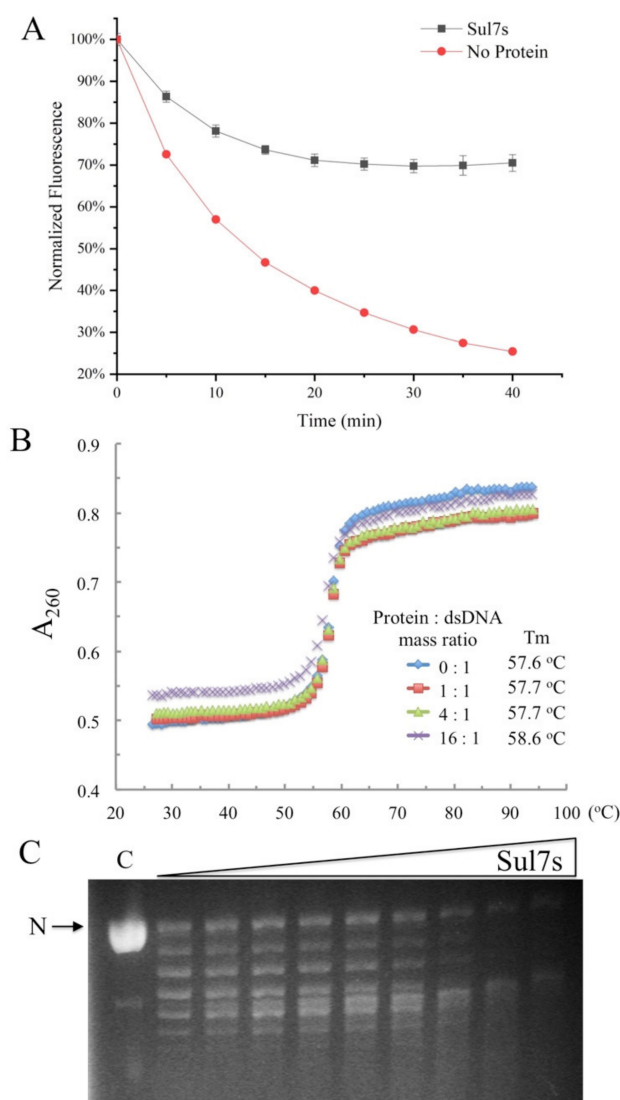 A
Sul7s
No Protein
Normalized Fluorescence
100%
90%
80%
70%
60%
50%
40%
30%
20%
0 10 20 30 40
Time (min)
B
A260
0.9
0.8
0.7
0.6
0.5
0.4
Protein : dsDNA
mass ratio Tm
0 : 1 57.6 °C
1 : 1 57.7 °C
4 : 1 57.7 °C
16 : 1 58.6 °C
20 30 40 50 60 70 80 90 100 (°C)
C
C Sul7s
N